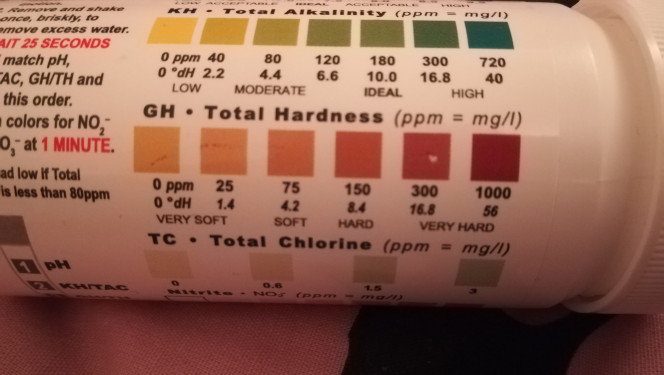 Remove and shake
once, briskly, to
remove excess water.
AIT 25 SECONDS
match pH,
TAC, GH/TH and
this order.
colors for NO₂⁻
O₃⁻ at 1 MINUTE.
ad low if Total
is less than 80ppm
1 pH
2 KH/TAC
LOW ACCEPTABLE IDEAL ACCEPTABLE HIGH
KH • Total Alkalinity (ppm = mg/l)
0 ppm 40 80 120 180 300 720
0 °dH 2.2 4.4 6.6 10.0 16.8 40
LOW MODERATE IDEAL HIGH
GH • Total Hardness (ppm = mg/l)
0 ppm 25 75 150 300 1000
0 °dH 1.4 4.2 8.4 16.8 56
VERY SOFT SOFT HARD VERY HARD
TC • Total Chlorine (ppm = mg/l)
0 0.6 1.5 3
Nitrite • NO₂⁻ (ppm = mg/l)